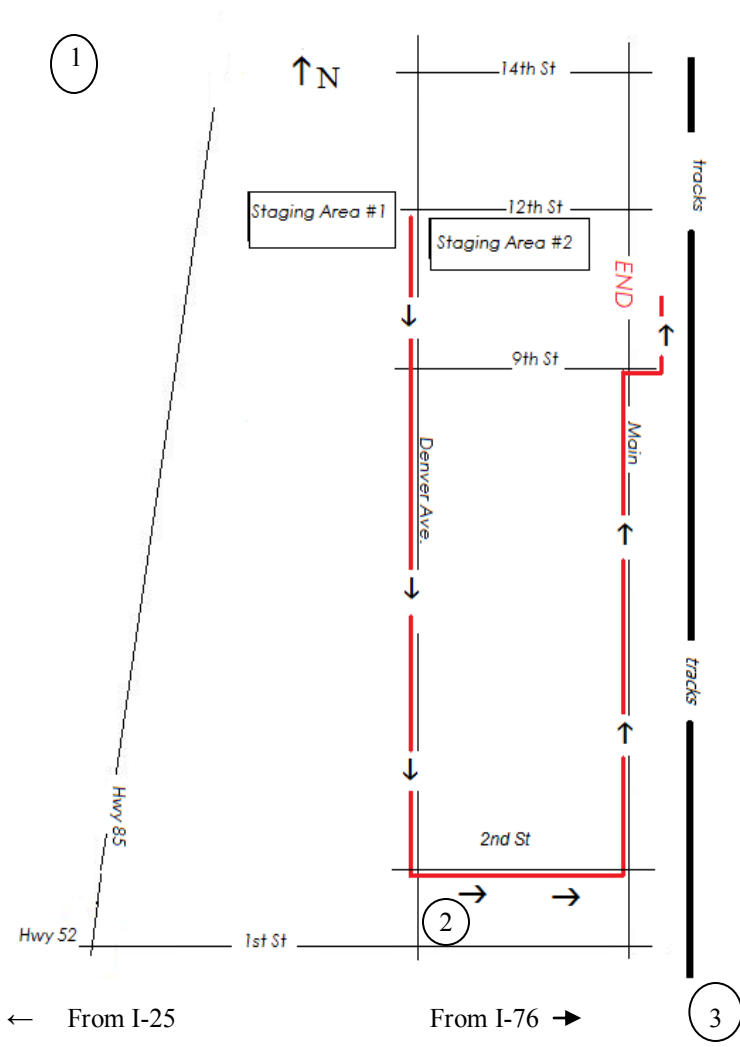 1
↑N
14th St
tracks
Staging Area #1
12th St
Staging Area #2
END
9th St
Denver Ave.
Main
tracks
Hwy 85
2nd St
2
Hwy 52
1st St
← From I-25
From I-76 →
3